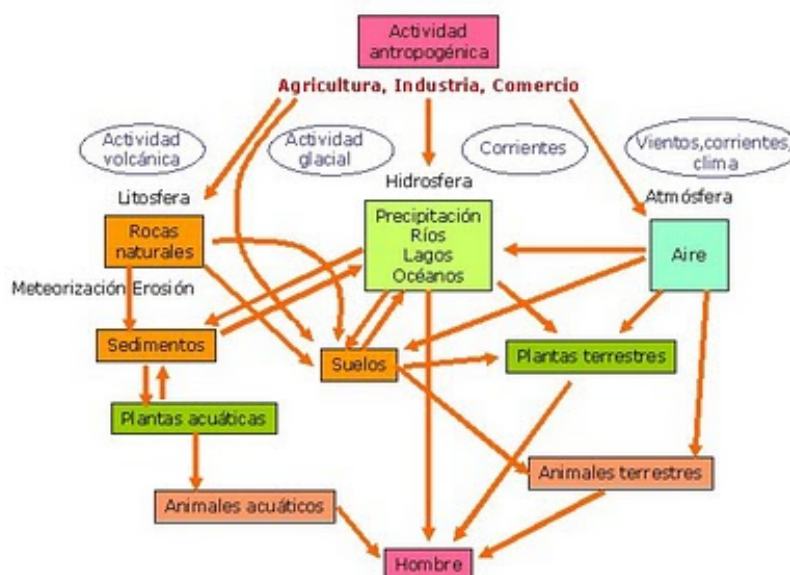 Actividad
antropogénica
Agricultura, Industria, Comercio
Actividad
volcánica
Actividad
glacial
Corrientes
Vientos,corrientes,
clima
Litosfera
Hidrosfera
Atmósfera
Rocas
naturales
Precipitación
Ríos
Lagos
Océanos
Aire
Meteorización/Erosión
Sedimentos
Suelos
Plantas terrestres
Plantas acuáticas
Animales terrestres
Animales acuáticos
Hombre